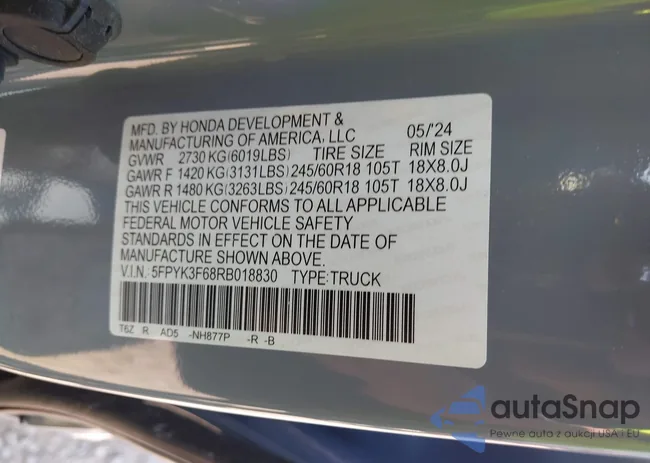 MFD. BY HONDA DEVELOPMENT &
MANUFACTURING OF AMERICA, LLC 05/'24
GVWR 2730 KG(6019LBS) TIRE SIZE RIM SIZE
GAWR F 1420 KG(3131LBS) 245/60R18 105T 18X8.0J
GAWR R 1480 KG(3263LBS) 245/60R18 105T 18X8.0J
THIS VEHICLE CONFORMS TO ALL APPLICABLE
FEDERAL MOTOR VEHICLE SAFETY
STANDARDS IN EFFECT ON THE DATE OF
MANUFACTURE SHOWN ABOVE.
V.I.N.: 5FPYK3F68RB018830 TYPE:TRUCK
T6Z R AD5 -NH877P -R -B
autaSnap
Pewne auta z aukcji USA i EU